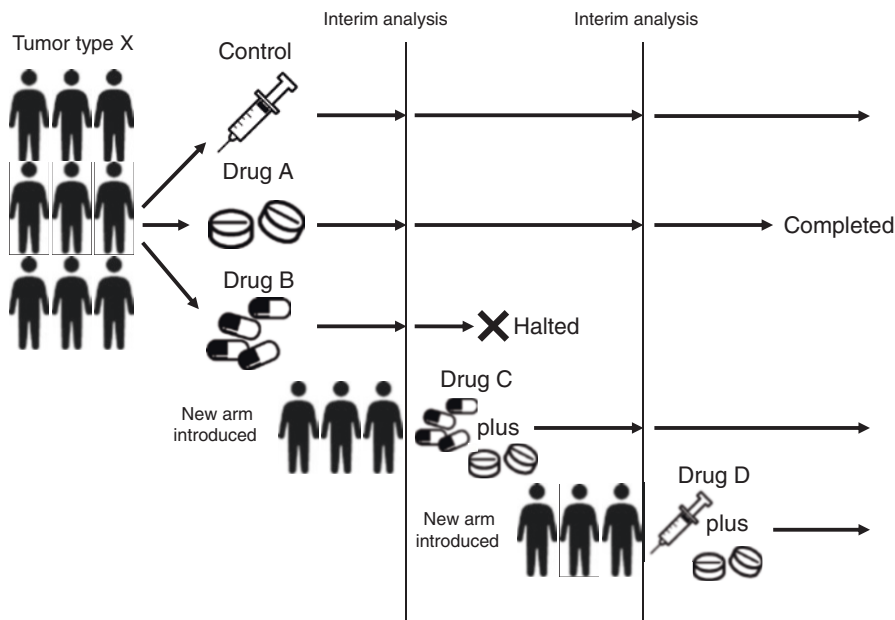 Interim analysis
Interim analysis
Tumor type X
Control
Drug A
Completed
Drug B
Halted
Drug C
New arm
introduced
plus
Drug D
New arm
introduced
plus